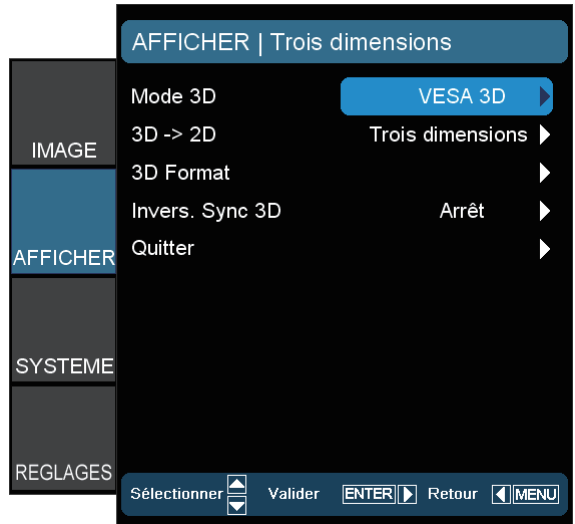 AFFICHER | Trois dimensions
Mode 3D VESA 3D
3D -> 2D Trois dimensions
3D Format
Invers. Sync 3D Arrêt
Quitter
IMAGE
AFFICHER
SYSTEME
REGLAGES
Sélectionner Valider ENTER Retour MENU